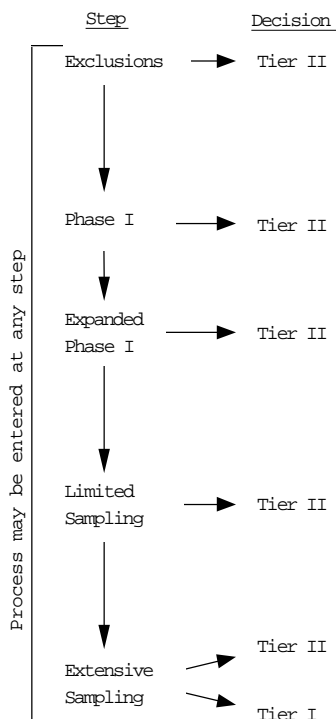 Step
Decision
Exclusions
Tier II
Phase I
Tier II
Expanded
Phase I
Tier II
Limited
Sampling
Tier II
Extensive
Sampling
Tier II
Tier I
Process may be entered at any step